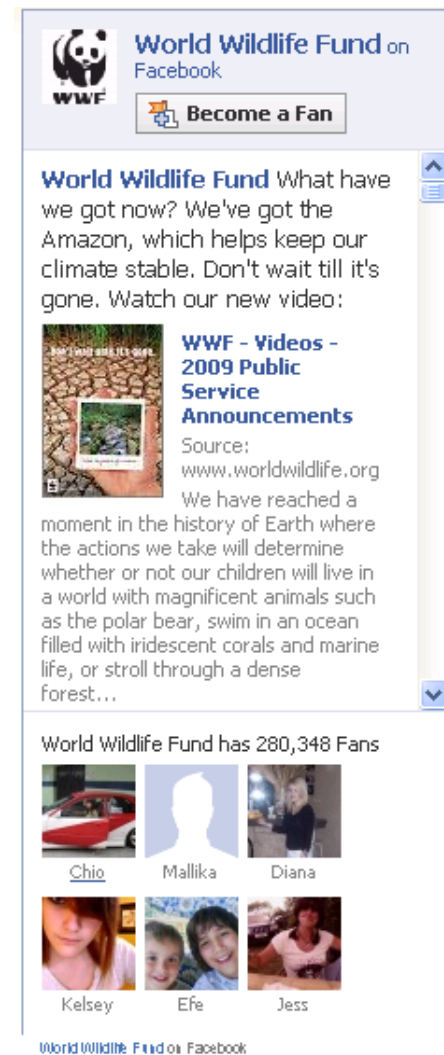 World Wildlife Fund on
Facebook
WWF
Become a Fan
World Wildlife Fund What have
we got now? We've got the
Amazon, which helps keep our
climate stable. Don't wait till it's
gone. Watch our new video:
DON'T WAIT UNTIL IT'S GONE.
WWF - Videos -
2009 Public
Service
Announcements
Source:
www.worldwildlife.org
We have reached a
moment in the history of Earth where
the actions we take will determine
whether or not our children will live in
a world with magnificent animals such
as the polar bear, swim in an ocean
filled with iridescent corals and marine
life, or stroll through a dense
forest...
World Wildlife Fund has 280,348 Fans
Chio Mallika Diana
Kelsey Efe Jess
World Wildlife Fund on Facebook